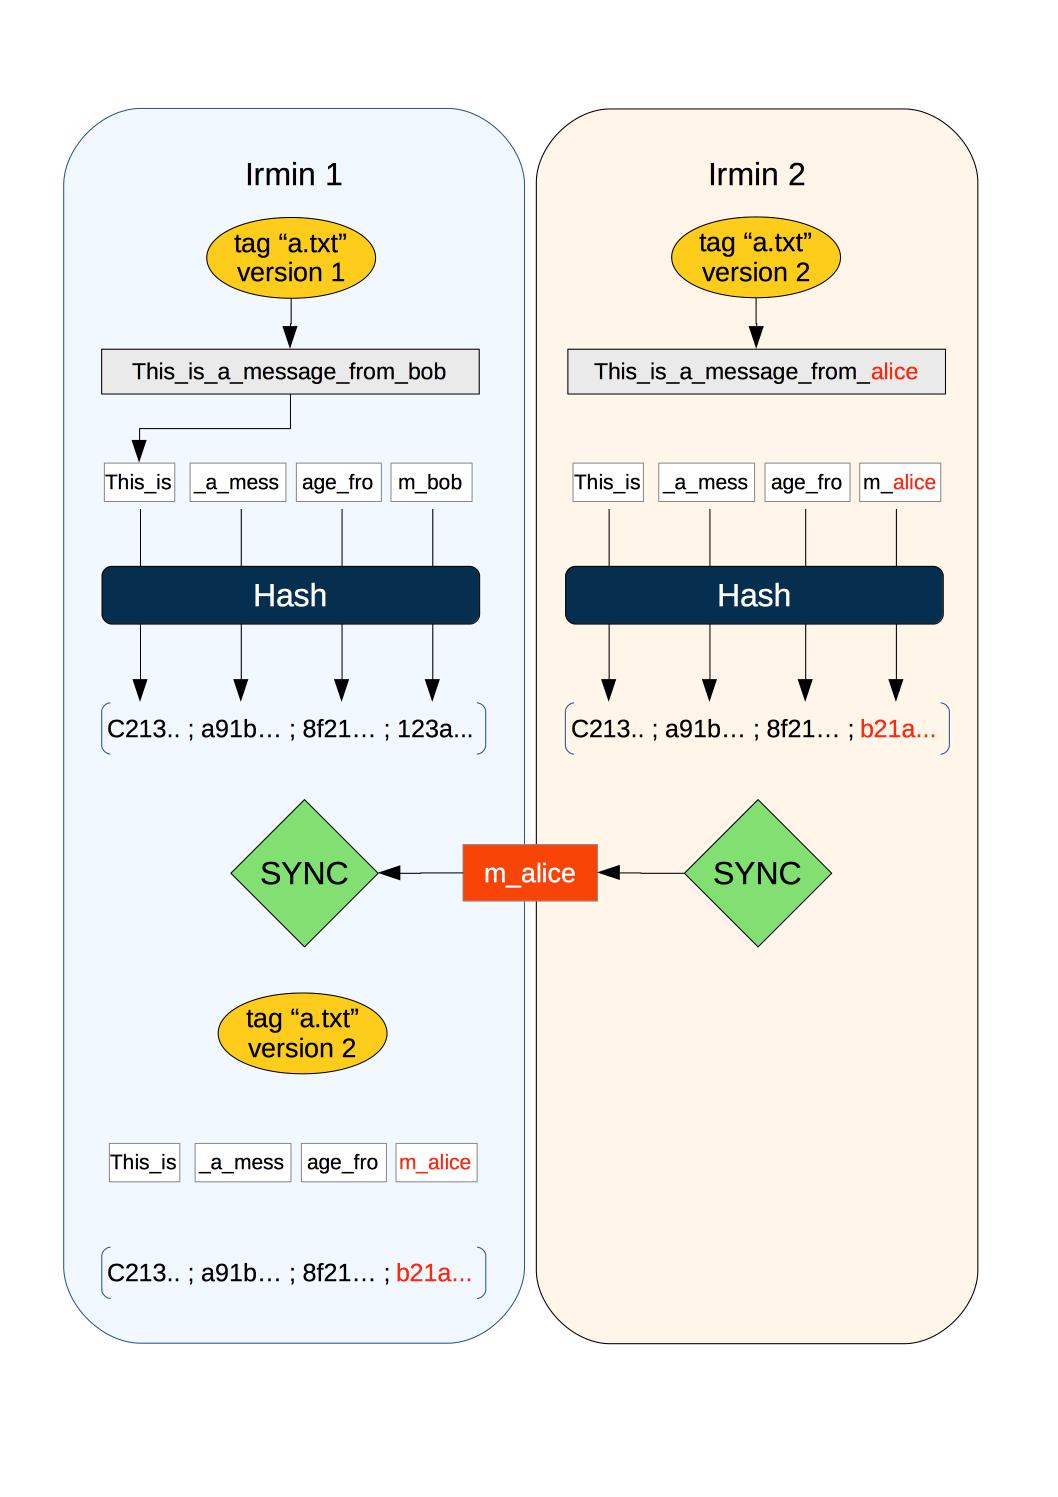 Irmin 1
tag “a.txt”
version 1
This_is_a_message_from_bob
This_is
_a_mess
age_fro
m_bob
Hash
C213.. ; a91b… ; 8f21… ; 123a...
SYNC
m_alice
tag “a.txt”
version 2
This_is
_a_mess
age_fro
m_alice
C213.. ; a91b… ; 8f21… ; b21a...
Irmin 2
tag “a.txt”
version 2
This_is_a_message_from_alice
This_is
_a_mess
age_fro
m_alice
Hash
C213.. ; a91b… ; 8f21… ; b21a...
SYNC